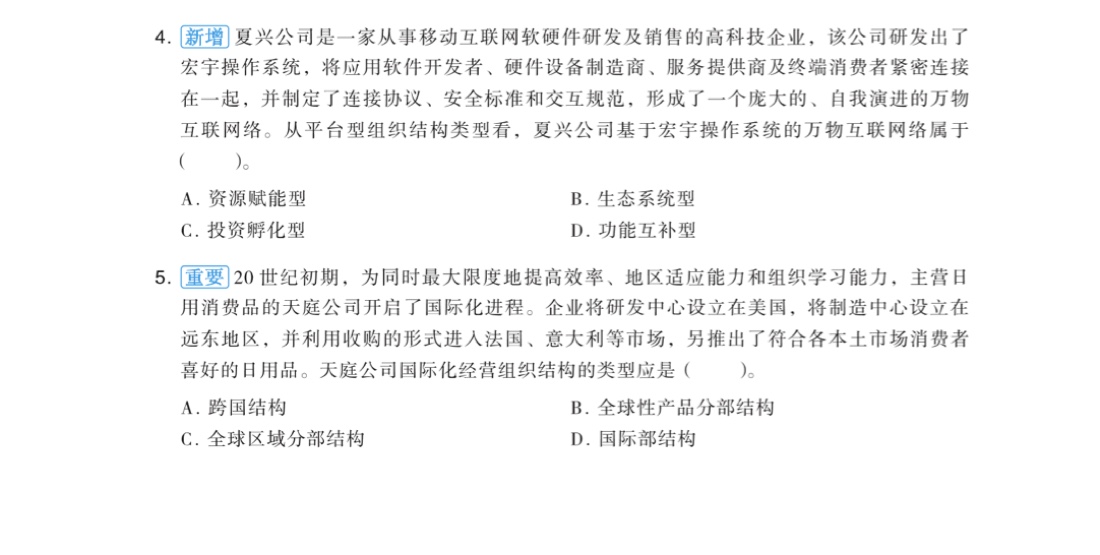 4. 新增 夏兴公司是一家从事移动互联网软硬件研发及销售的高科技企业，该公司研发出了
宏宇操作系统，将应用软件开发者、硬件设备制造商、服务提供商及终端消费者紧密连接
在一起，并制定了连接协议、安全标准和交互规范，形成了一个庞大的、自我演进的万物
互联网络。从平台型组织结构类型看，夏兴公司基于宏宇操作系统的万物互联网络属于
(　　)。
A. 资源赋能型 B. 生态系统型
C. 投资孵化型 D. 功能互补型
5. 重要 20 世纪初期，为同时最大限度地提高效率、地区适应能力和组织学习能力，主营日
用消费品的天庭公司开启了国际化进程。企业将研发中心设立在美国，将制造中心设立在
远东地区，并利用收购的形式进入法国、意大利等市场，另推出了符合各本土市场消费者
喜好的日用品。天庭公司国际化经营组织结构的类型应是 (　　)。
A. 跨国结构 B. 全球性产品分部结构
C. 全球区域分部结构 D. 国际部结构